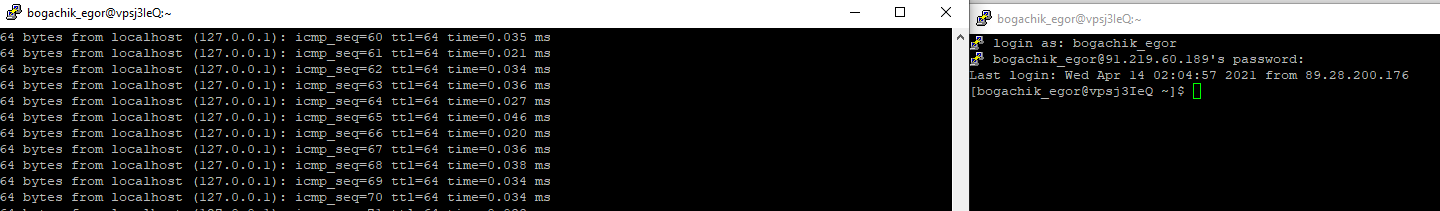 bogachik_egor@vpsj3IeQ:~
64 bytes from localhost (127.0.0.1): icmp_seq=60 ttl=64 time=0.035 ms
64 bytes from localhost (127.0.0.1): icmp_seq=61 ttl=64 time=0.021 ms
64 bytes from localhost (127.0.0.1): icmp_seq=62 ttl=64 time=0.034 ms
64 bytes from localhost (127.0.0.1): icmp_seq=63 ttl=64 time=0.036 ms
64 bytes from localhost (127.0.0.1): icmp_seq=64 ttl=64 time=0.027 ms
64 bytes from localhost (127.0.0.1): icmp_seq=65 ttl=64 time=0.046 ms
64 bytes from localhost (127.0.0.1): icmp_seq=66 ttl=64 time=0.020 ms
64 bytes from localhost (127.0.0.1): icmp_seq=67 ttl=64 time=0.036 ms
64 bytes from localhost (127.0.0.1): icmp_seq=68 ttl=64 time=0.038 ms
64 bytes from localhost (127.0.0.1): icmp_seq=69 ttl=64 time=0.034 ms
64 bytes from localhost (127.0.0.1): icmp_seq=70 ttl=64 time=0.034 ms
bogachik_egor@vpsj3IeQ:~
login as: bogachik_egor
bogachik_egor@91.219.60.189's password:
Last login: Wed Apr 14 02:04:57 2021 from 89.28.200.176
[bogachik_egor@vpsj3IeQ ~]$